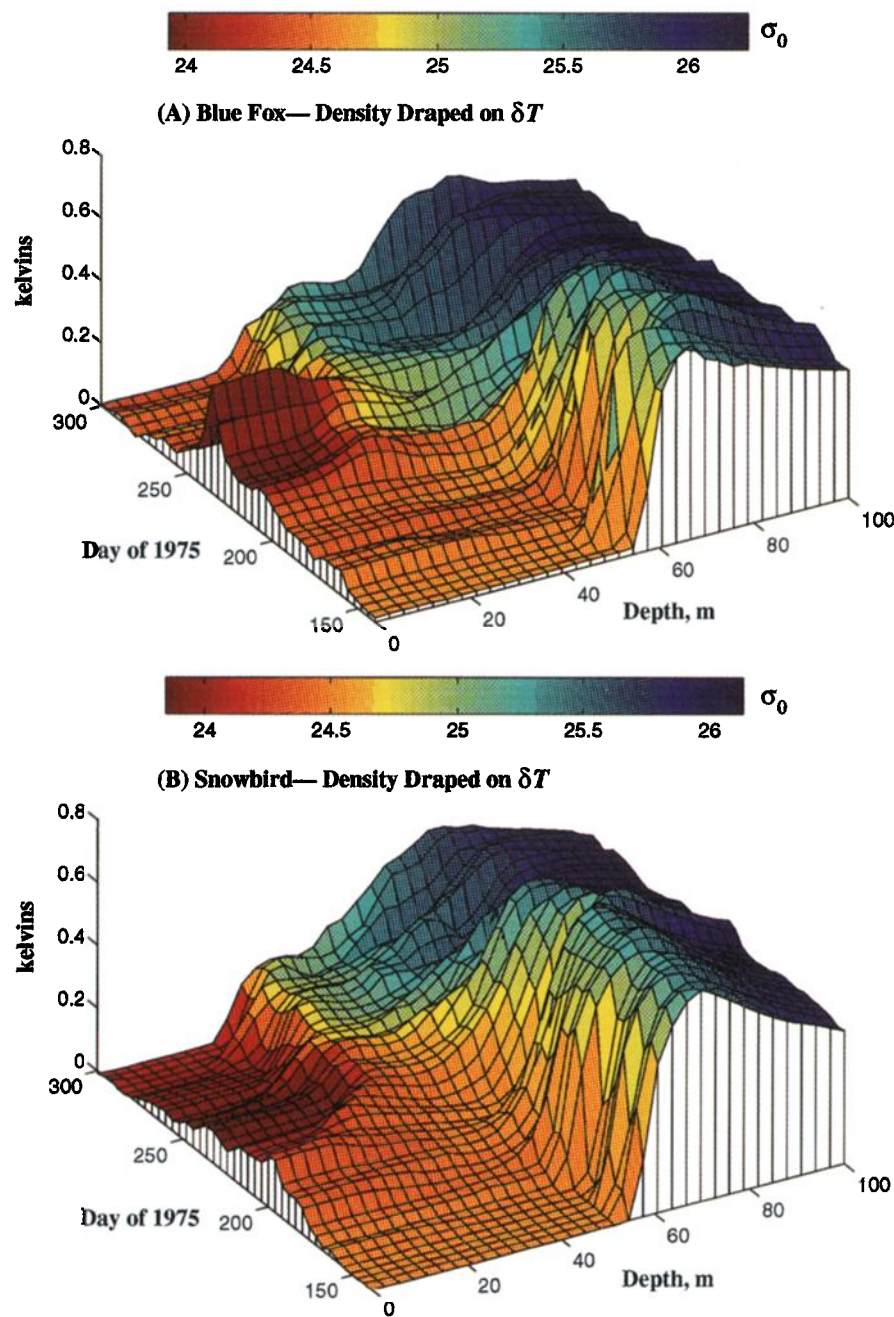 σ₀
24 24.5 25 25.5 26
(A) Blue Fox— Density Draped on δT
0.8
0.6
kelvins
0.4
0.2
0
300
250
Day of 1975
200
150
0
20
40
60
80
100
Depth, m
σ₀
24 24.5 25 25.5 26
(B) Snowbird— Density Draped on δT
0.8
0.6
kelvins
0.4
0.2
0
300
250
Day of 1975
200
150
0
20
40
60
80
100
Depth, m